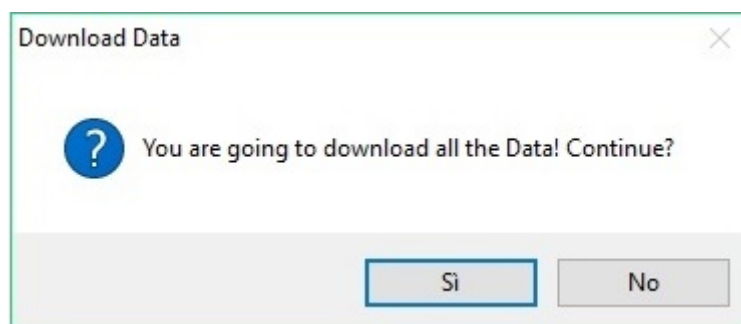 Download Data
?
You are going to download all the Data! Continue?
Sì
No